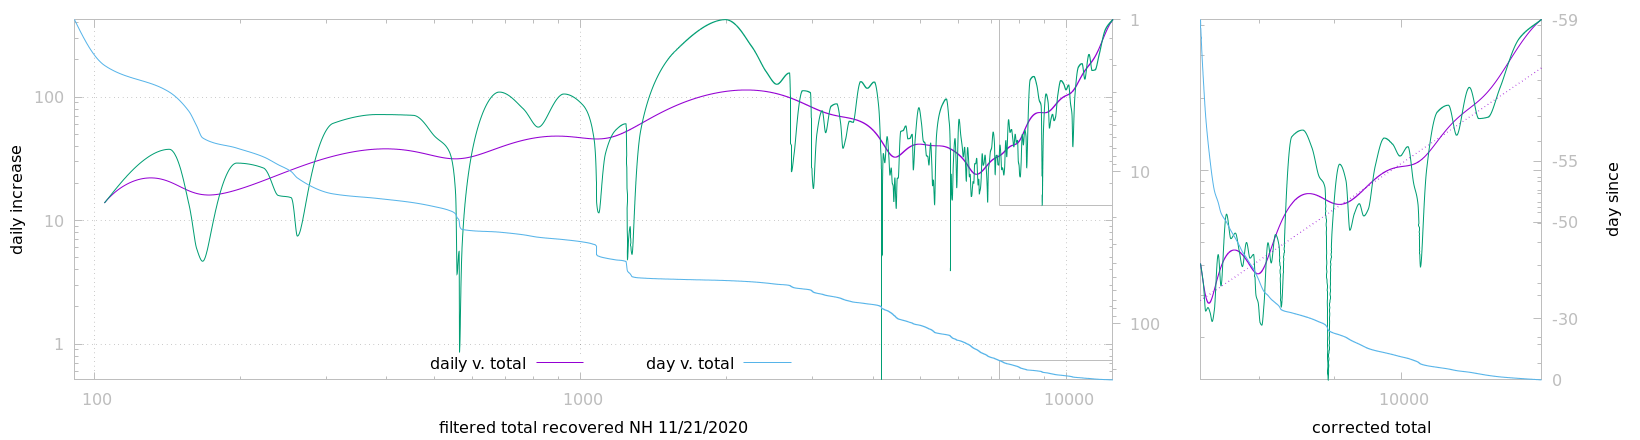 100
10
1
daily increase
1
10
100
daily v. total
day v. total
100
1000
10000
filtered total recovered NH 11/21/2020
-59
-55
-50
-30
0
day since
10000
corrected total